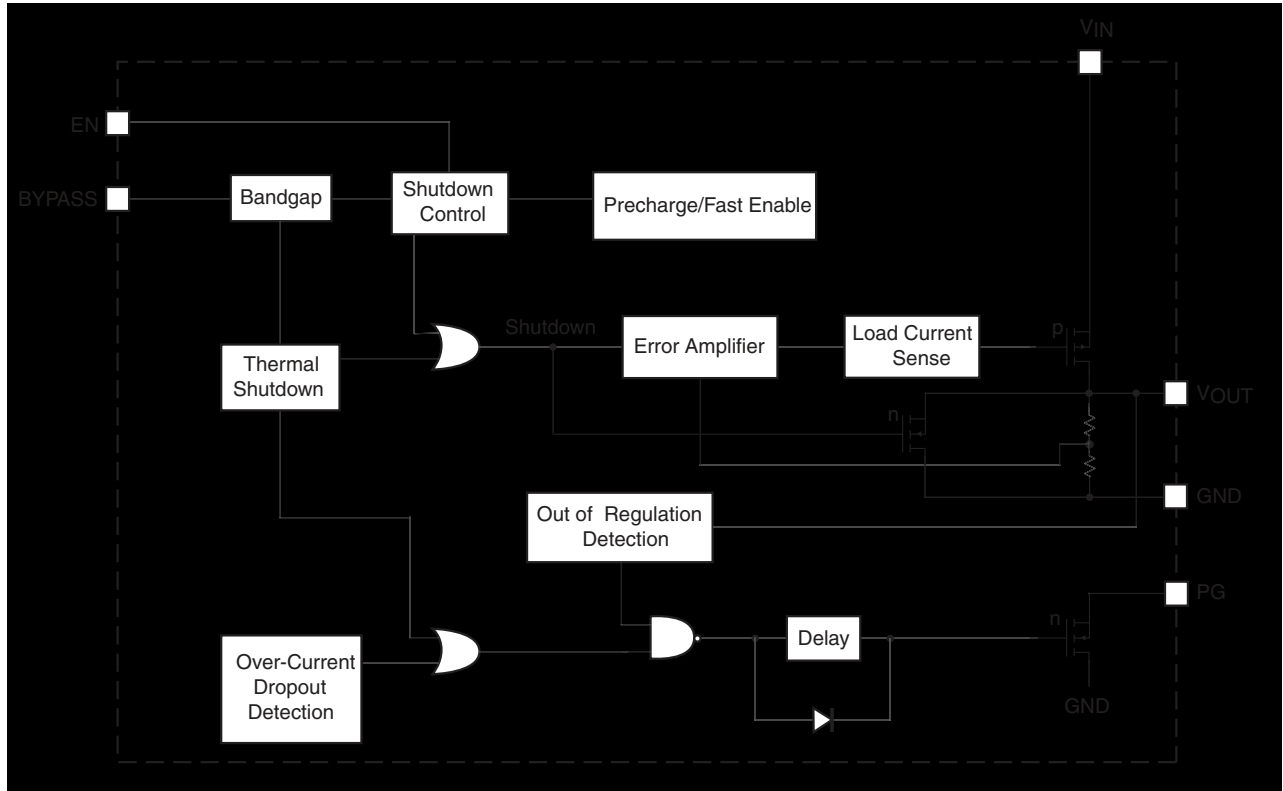 VIN
EN
BYPASS
Bandgap
Shutdown
Control
Precharge/Fast Enable
Shutdown
Error Amplifier
Load Current
Sense
p
Thermal
Shutdown
n
VOUT
GND
Out of Regulation
Detection
PG
n
Delay
Over-Current
Dropout
Detection
GND